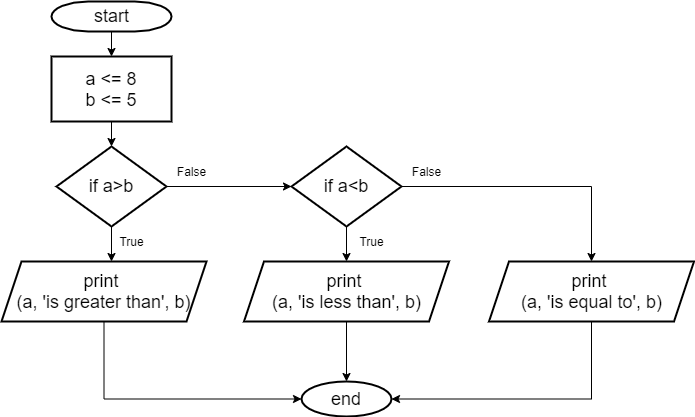 start
a <= 8
b <= 5
if a>b
False
if a<b
False
True
True
print
(a, 'is greater than', b)
print
(a, 'is less than', b)
print
(a, 'is equal to', b)
end